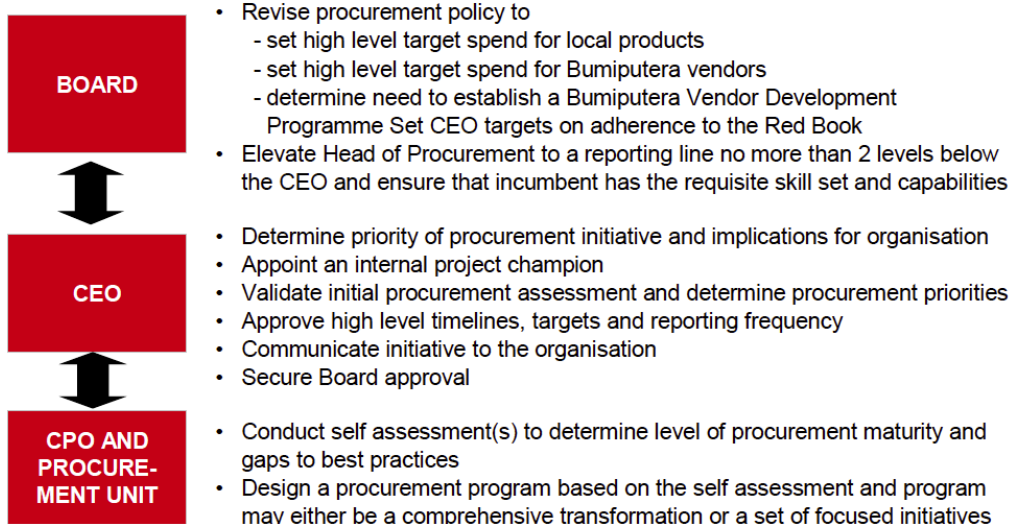 BOARD
• Revise procurement policy to
- set high level target spend for local products
- set high level target spend for Bumiputera vendors
- determine need to establish a Bumiputera Vendor Development
Programme Set CEO targets on adherence to the Red Book
• Elevate Head of Procurement to a reporting line no more than 2 levels below
the CEO and ensure that incumbent has the requisite skill set and capabilities
CEO
• Determine priority of procurement initiative and implications for organisation
• Appoint an internal project champion
• Validate initial procurement assessment and determine procurement priorities
• Approve high level timelines, targets and reporting frequency
• Communicate initiative to the organisation
• Secure Board approval
CPO AND
PROCURE-
MENT UNIT
• Conduct self assessment(s) to determine level of procurement maturity and
gaps to best practices
• Design a procurement program based on the self assessment and program
may either be a comprehensive transformation or a set of focused initiatives